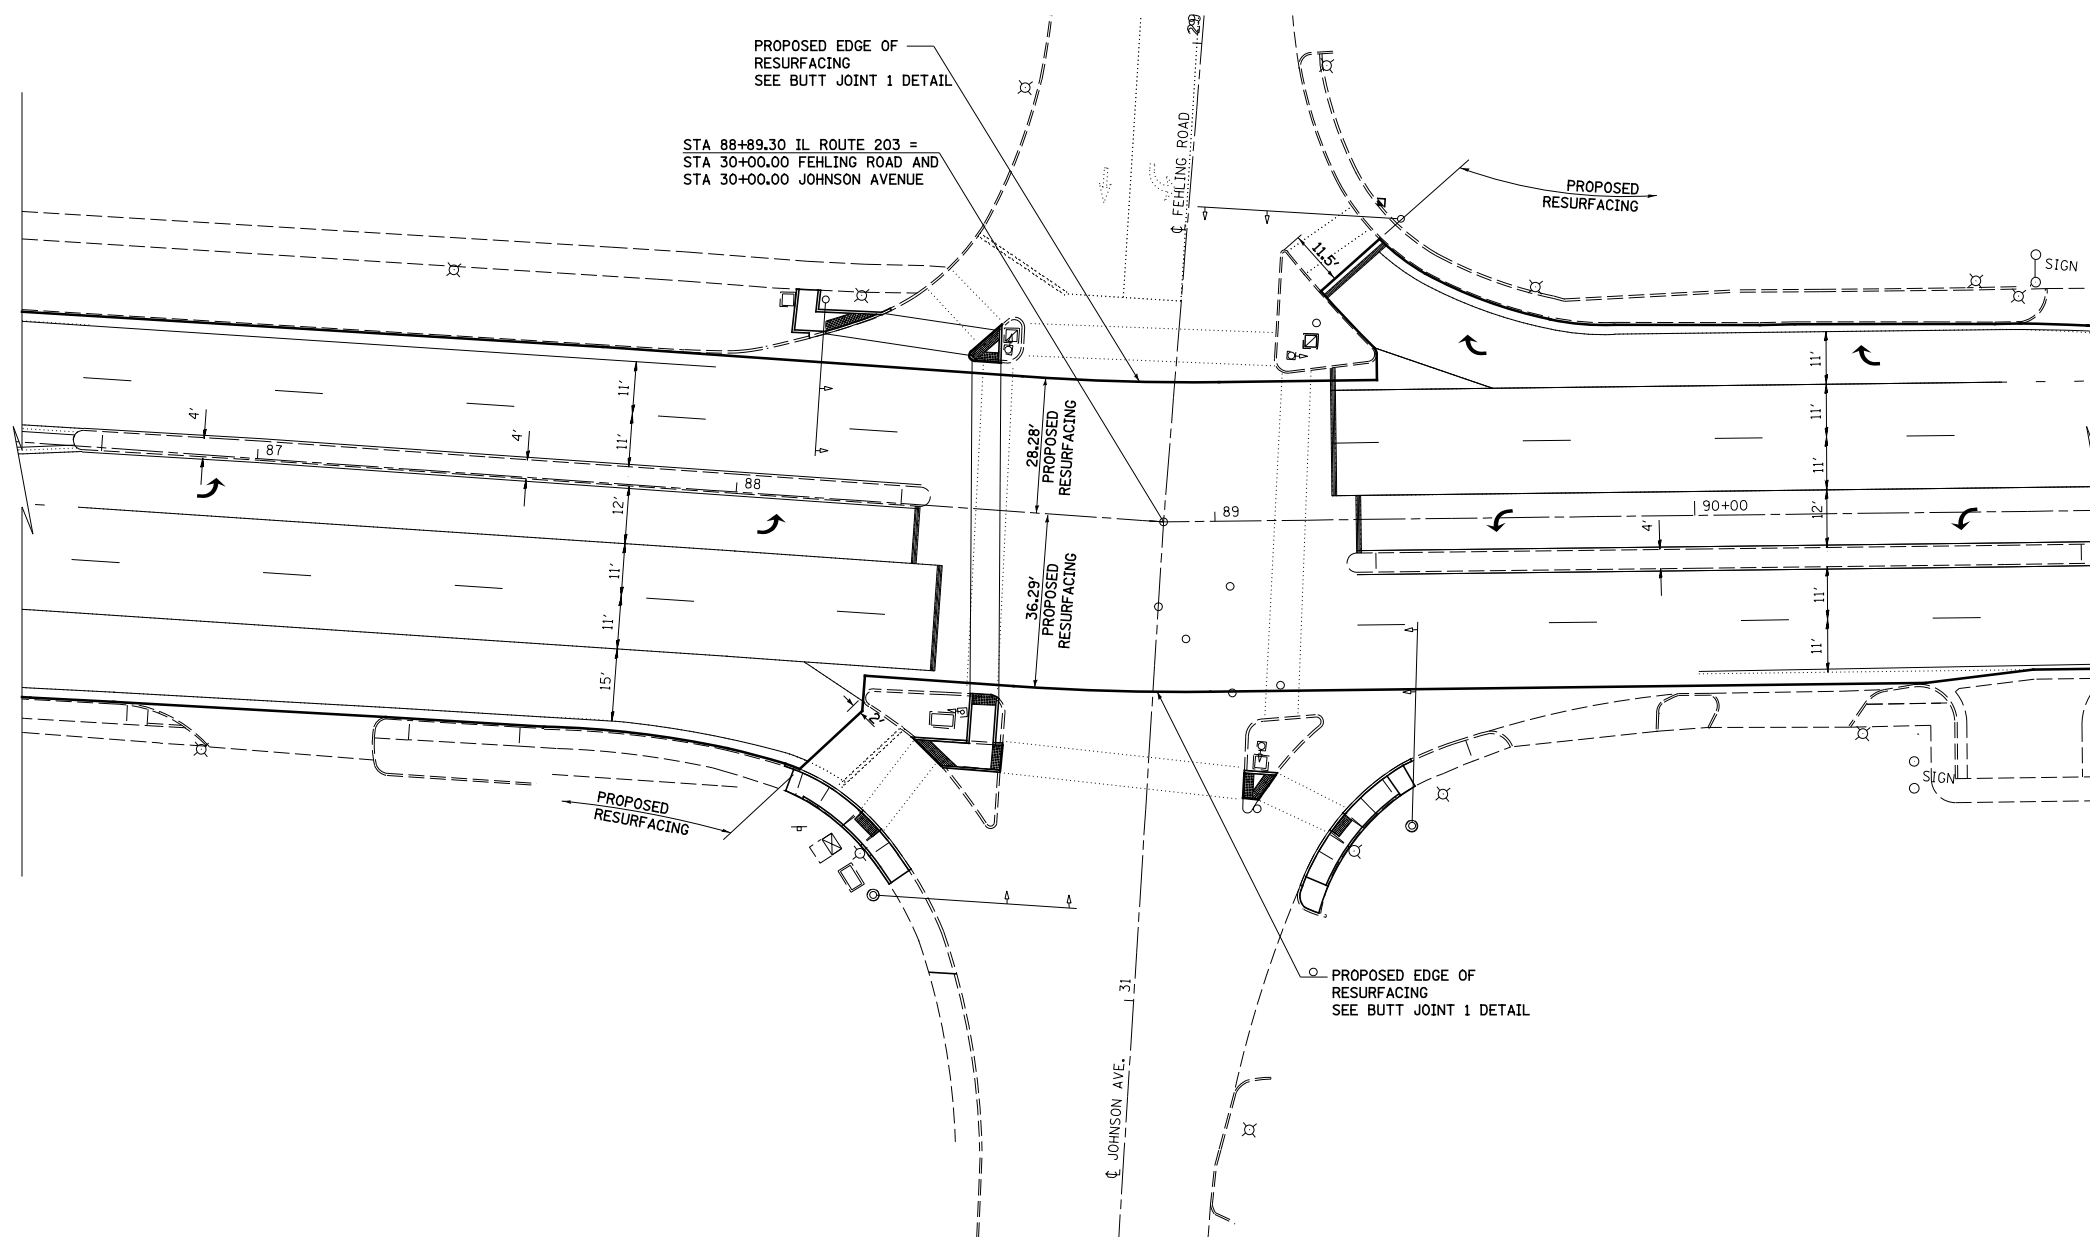 PROPOSED EDGE OF
RESURFACING
SEE BUTT JOINT 1 DETAIL
29
℄ FEHLING ROAD
STA 88+89.30 IL ROUTE 203 =
STA 30+00.00 FEHLING ROAD AND
STA 30+00.00 JOHNSON AVENUE
PROPOSED
RESURFACING
11.5'
SIGN
11'
11'
11'
12'
4'
11'
11'
11'
11'
12'
11'
11'
15'
4'
4'
87
88
89
90+00
28.28'
PROPOSED
RESURFACING
36.29'
PROPOSED
RESURFACING
2'
PROPOSED
RESURFACING
SIGN
PROPOSED EDGE OF
RESURFACING
SEE BUTT JOINT 1 DETAIL
31
℄ JOHNSON AVE.